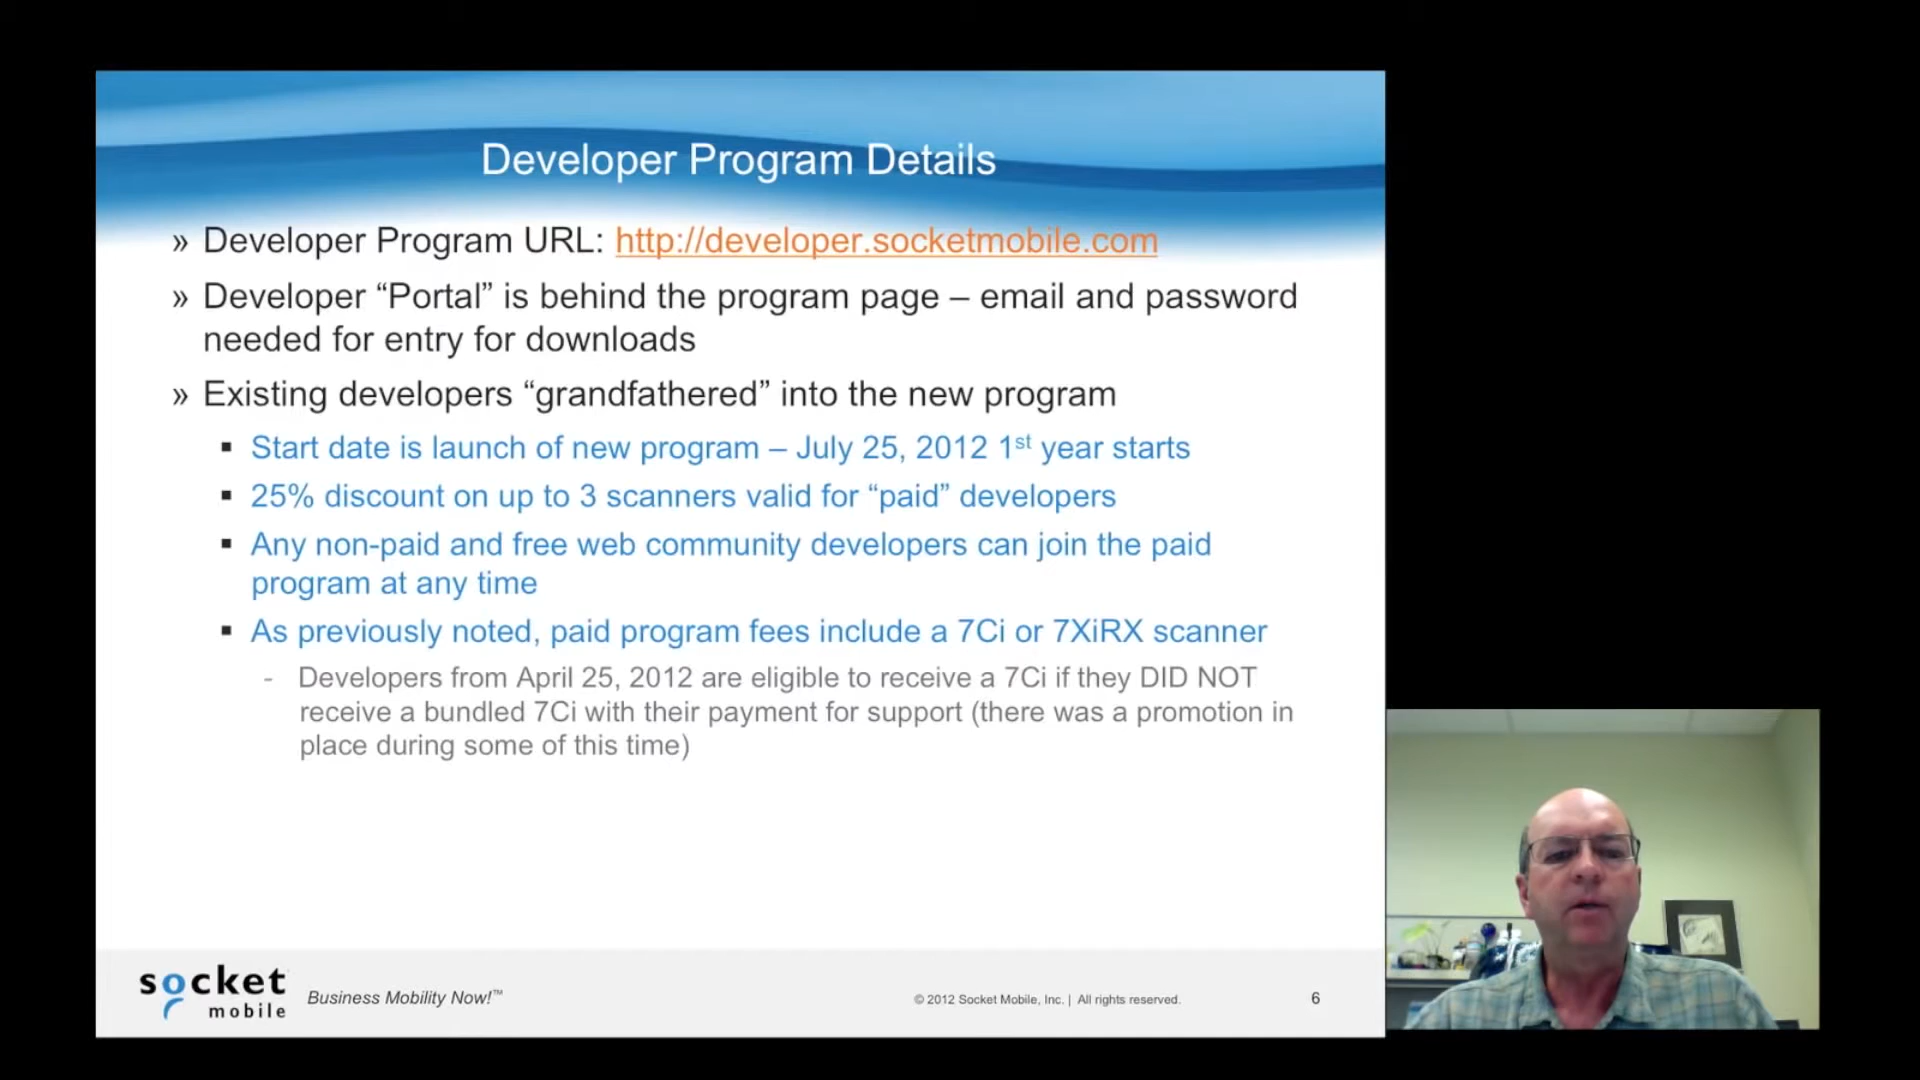 Developer Program Details
» Developer Program URL: http://developer.socketmobile.com
» Developer “Portal” is behind the program page – email and password
needed for entry for downloads
» Existing developers “grandfathered” into the new program
▪ Start date is launch of new program – July 25, 2012 1st year starts
▪ 25% discount on up to 3 scanners valid for “paid” developers
▪ Any non-paid and free web community developers can join the paid
program at any time
▪ As previously noted, paid program fees include a 7Ci or 7XiRX scanner
- Developers from April 25, 2012 are eligible to receive a 7Ci if they DID NOT
receive a bundled 7Ci with their payment for support (there was a promotion in
place during some of this time)
socket
mobile
Business Mobility Now!™
© 2012 Socket Mobile, Inc. | All rights reserved.
6